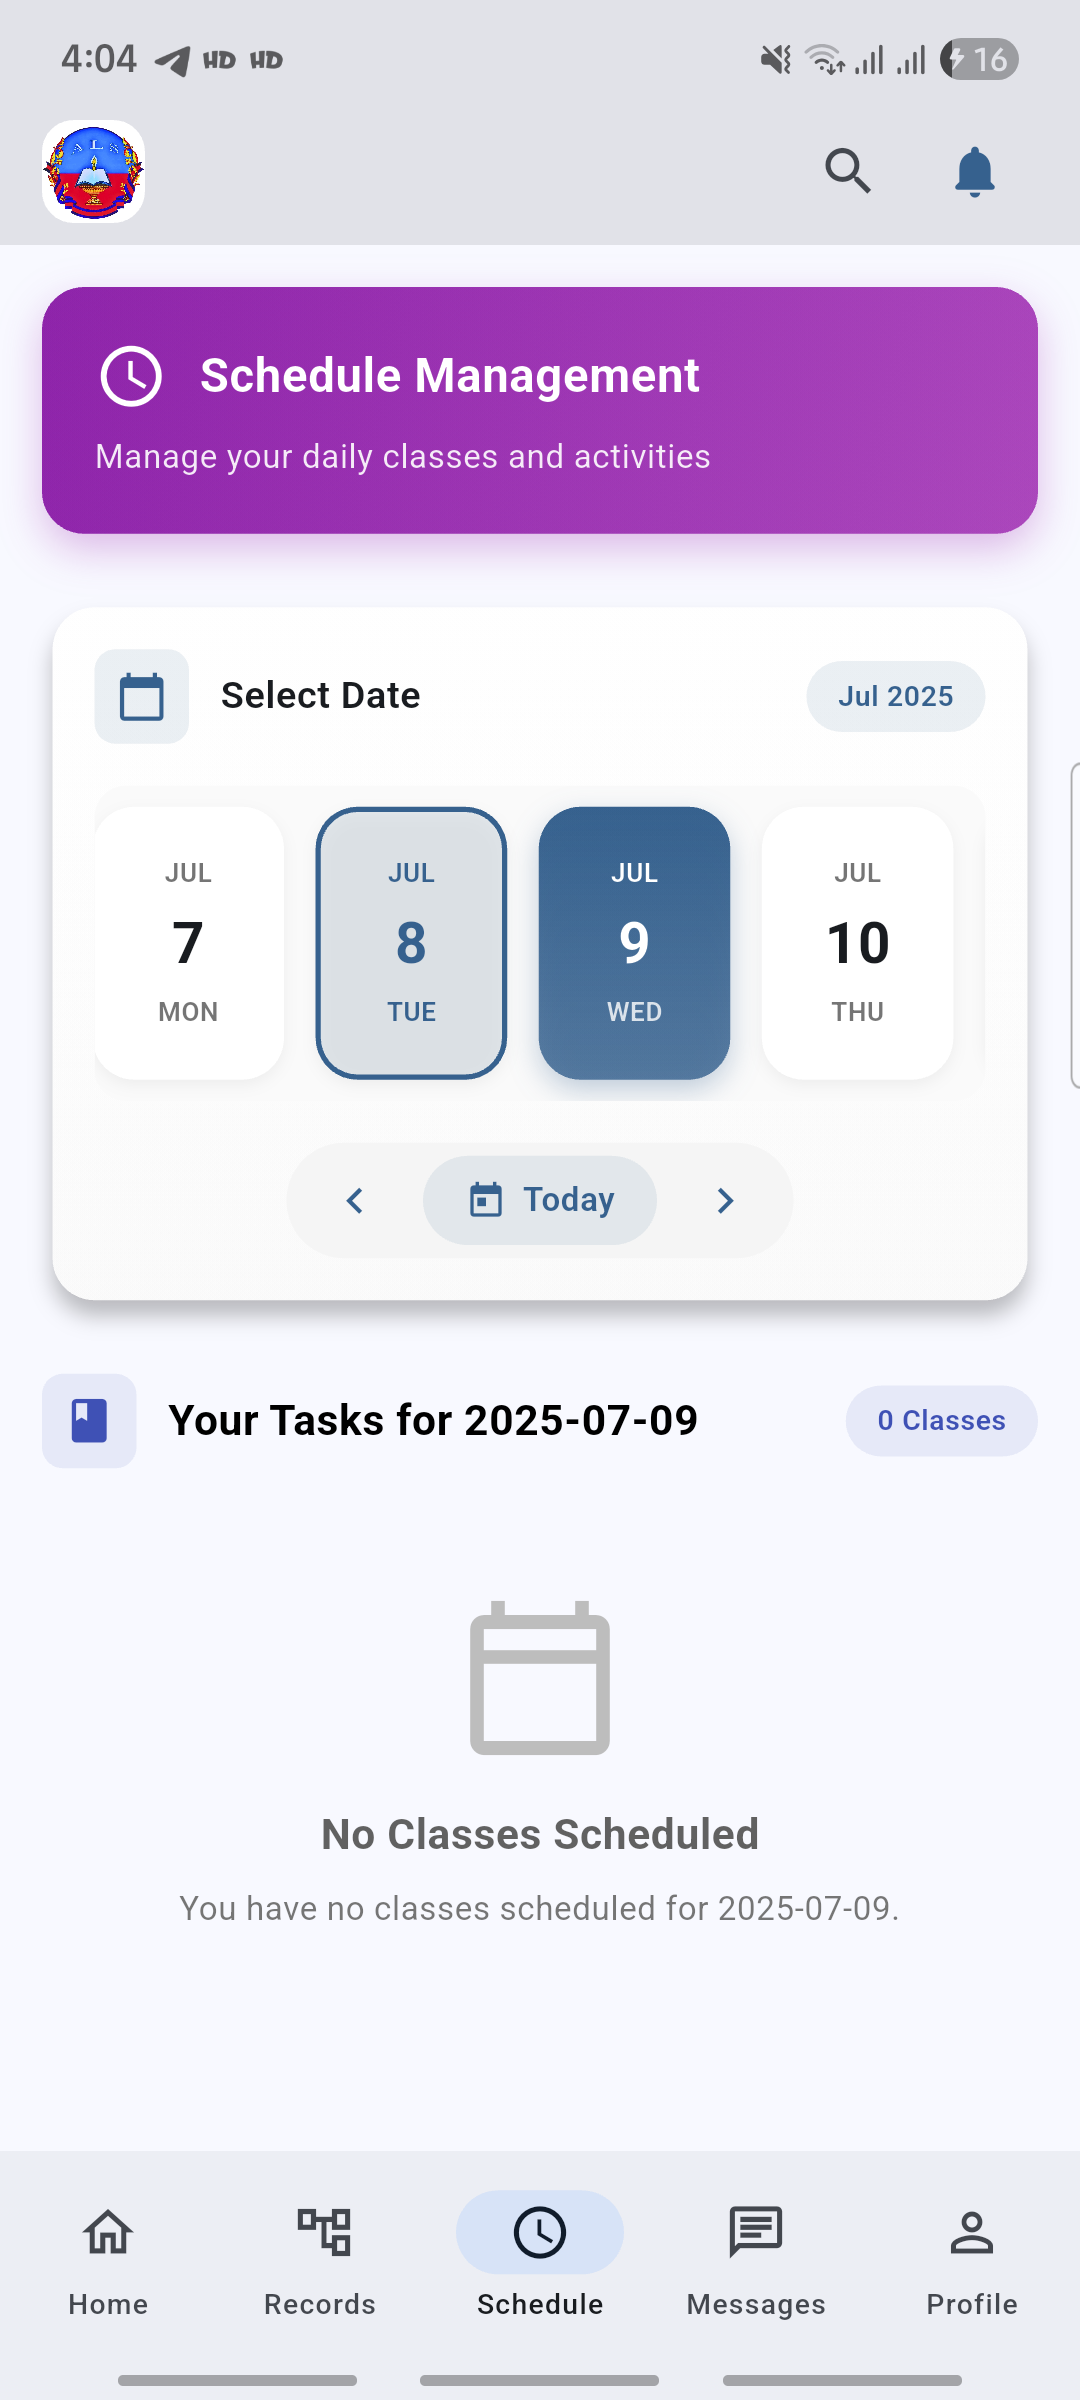 4:04 HD HD 16
A L S
Schedule Management
Manage your daily classes and activities
Select Date
Jul 2025
JUL JUL JUL JUL
7 8 9 10
MON TUE WED THU
Today
Your Tasks for 2025-07-09
0 Classes
No Classes Scheduled
You have no classes scheduled for 2025-07-09.
Home Records Schedule Messages Profile